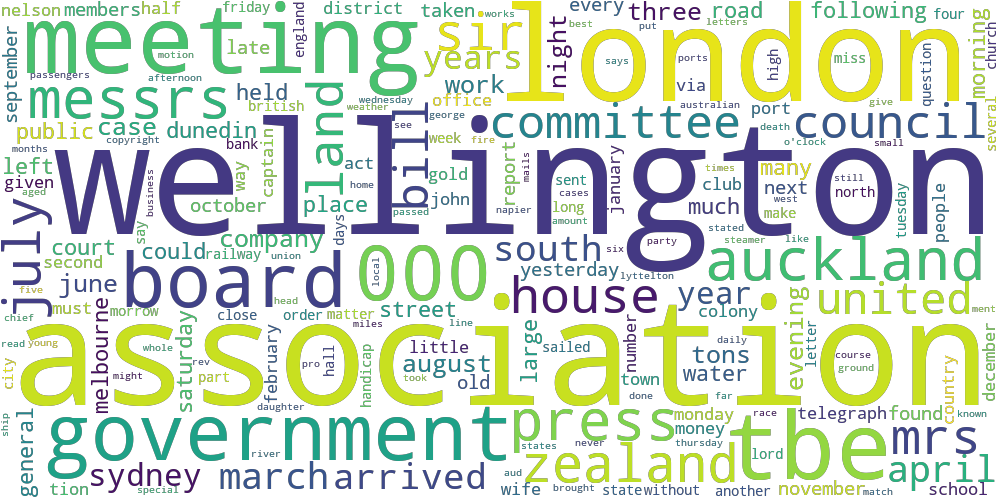 nelson members half friday england district taken works best every put three letters road following four
meeting late motion passengers afternoon sir years london says ports high miss morning church
september messrs held british wednesday work night via question
public case dunedin bank weather office george copyright australian give several
months land bill see week fire committee port death o'clock council small
left given wellington way captain act home gold john report sent cases mails january club times many next still north
aged october place passed long napier amount much stated west make tuesday people
july court say business company days could railway union south yesterday six party steamer like auckland
second june board local 000 house lyttelton year colony united ment
five must morrow melbourne close head order matter miles street line large number daily evening letter december
chief association read young whole saturday rev part february pro hall handicap little august took old sailed town tons water course ground country city
might daughter done far
ship general government river press states never monday money thursday race lord tbe telegraph found known mrs
tion sydney special march arrived aud wife brought zealand state without another november match april school